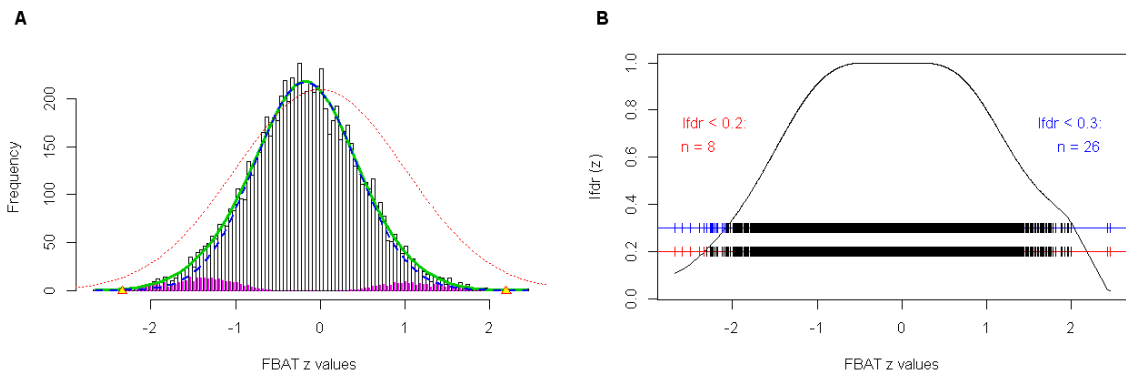 A
Frequency
0
50
100
150
200
-2
-1
0
1
2
FBAT z values
B
lfdr (z)
0.0
0.2
0.4
0.6
0.8
1.0
lfdr < 0.2:
n = 8
lfdr < 0.3:
n = 26
-2
-1
0
1
2
FBAT z values